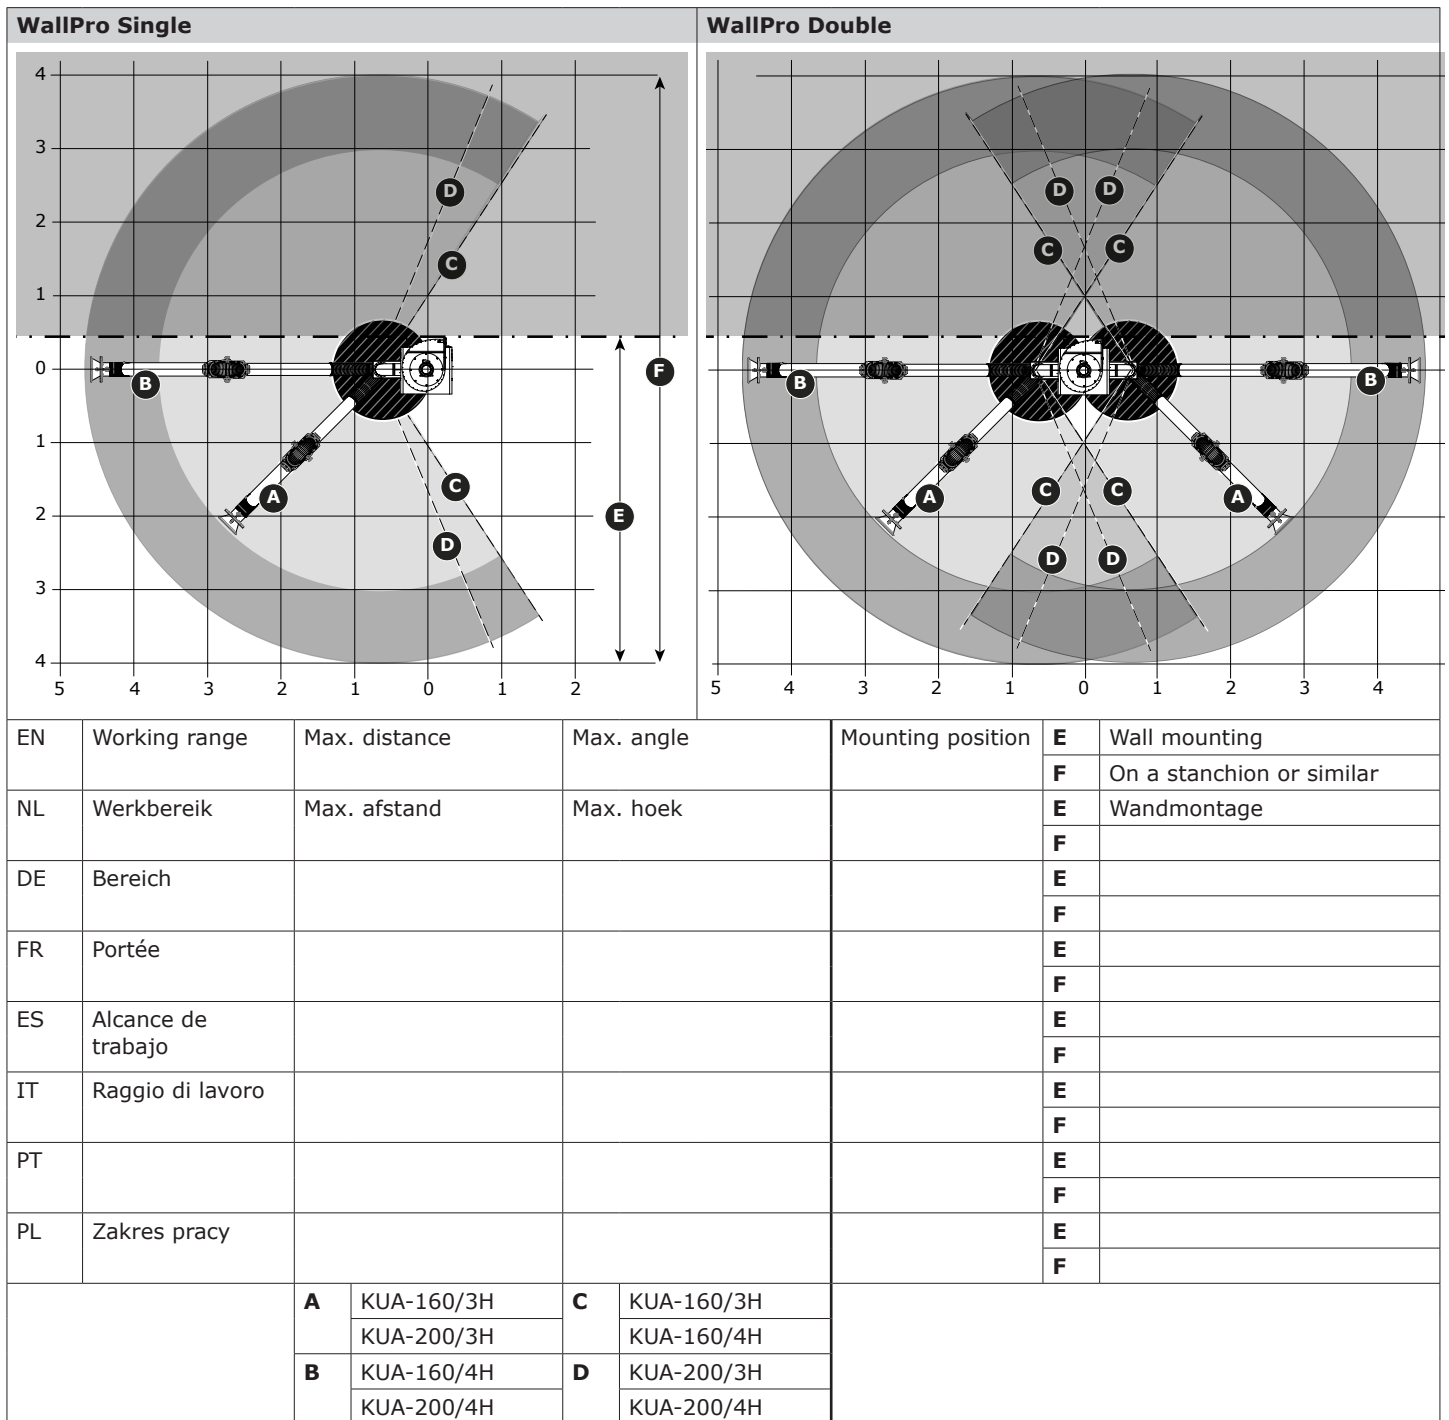 WallPro Single
WallPro Double
4
3
2
1
0
1
2
3
4
5 4 3 2 1 0 1 2
D
C
B
A
C
D
E
F
5 4 3 2 1 0 1 2 3 4
D D
C C
B B
A A
C C
D D
EN Working range Max. distance Max. angle Mounting position E Wall mounting
F On a stanchion or similar
NL Werkbereik Max. afstand Max. hoek E Wandmontage
F
DE Bereich E
F
FR Portée E
F
ES Alcance de E
trabajo F
IT Raggio di lavoro E
F
PT E
F
PL Zakres pracy E
F
A KUA-160/3H C KUA-160/3H
KUA-200/3H KUA-160/4H
B KUA-160/4H D KUA-200/3H
KUA-200/4H KUA-200/4H